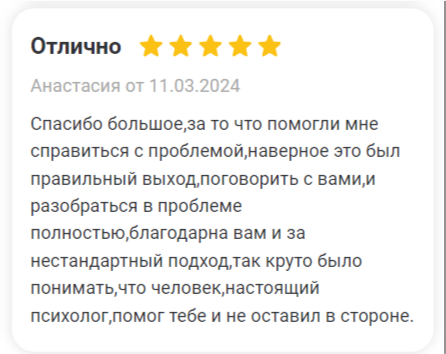 Отлично
Анастасия от 11.03.2024
Спасибо большое,за то что помогли мне
справиться с проблемой,наверное это был
правильный выход,поговорить с вами,и
разобраться в проблеме
полностью,благодарна вам и за
нестандартный подход,так круто было
понимать,что человек,настоящий
психолог,помог тебе и не оставил в стороне.